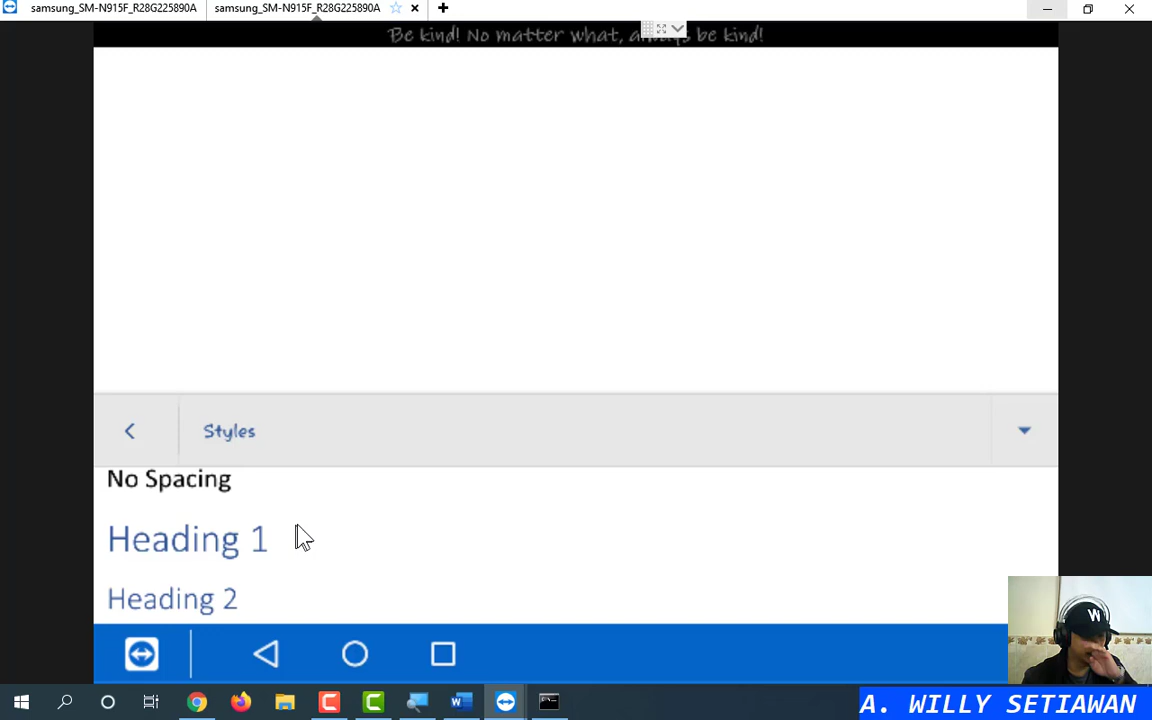 samsung_SM-N915F_R28G225890A samsung_SM-N915F_R28G225890A
Be kind! No matter what, always be kind!
Styles
No Spacing
Heading 1
Heading 2
W
A. WILLY SETIAWAN